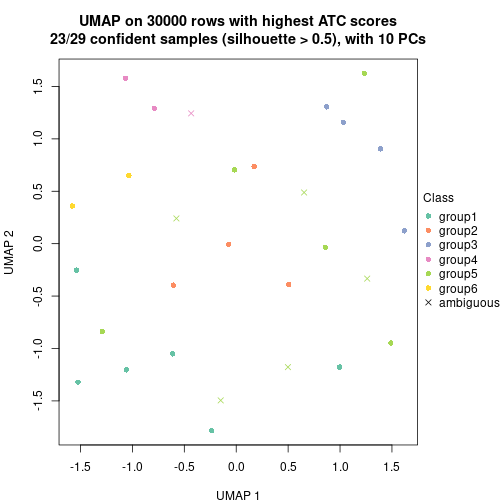 UMAP on 30000 rows with highest ATC scores
23/29 confident samples (silhouette > 0.5), with 10 PCs
UMAP 2
1.5
1.0
0.5
0.0
-0.5
-1.0
-1.5
-1.5
-1.0
-0.5
0.0
0.5
1.0
1.5
UMAP 1
Class
group1
group2
group3
group4
group5
group6
ambiguous